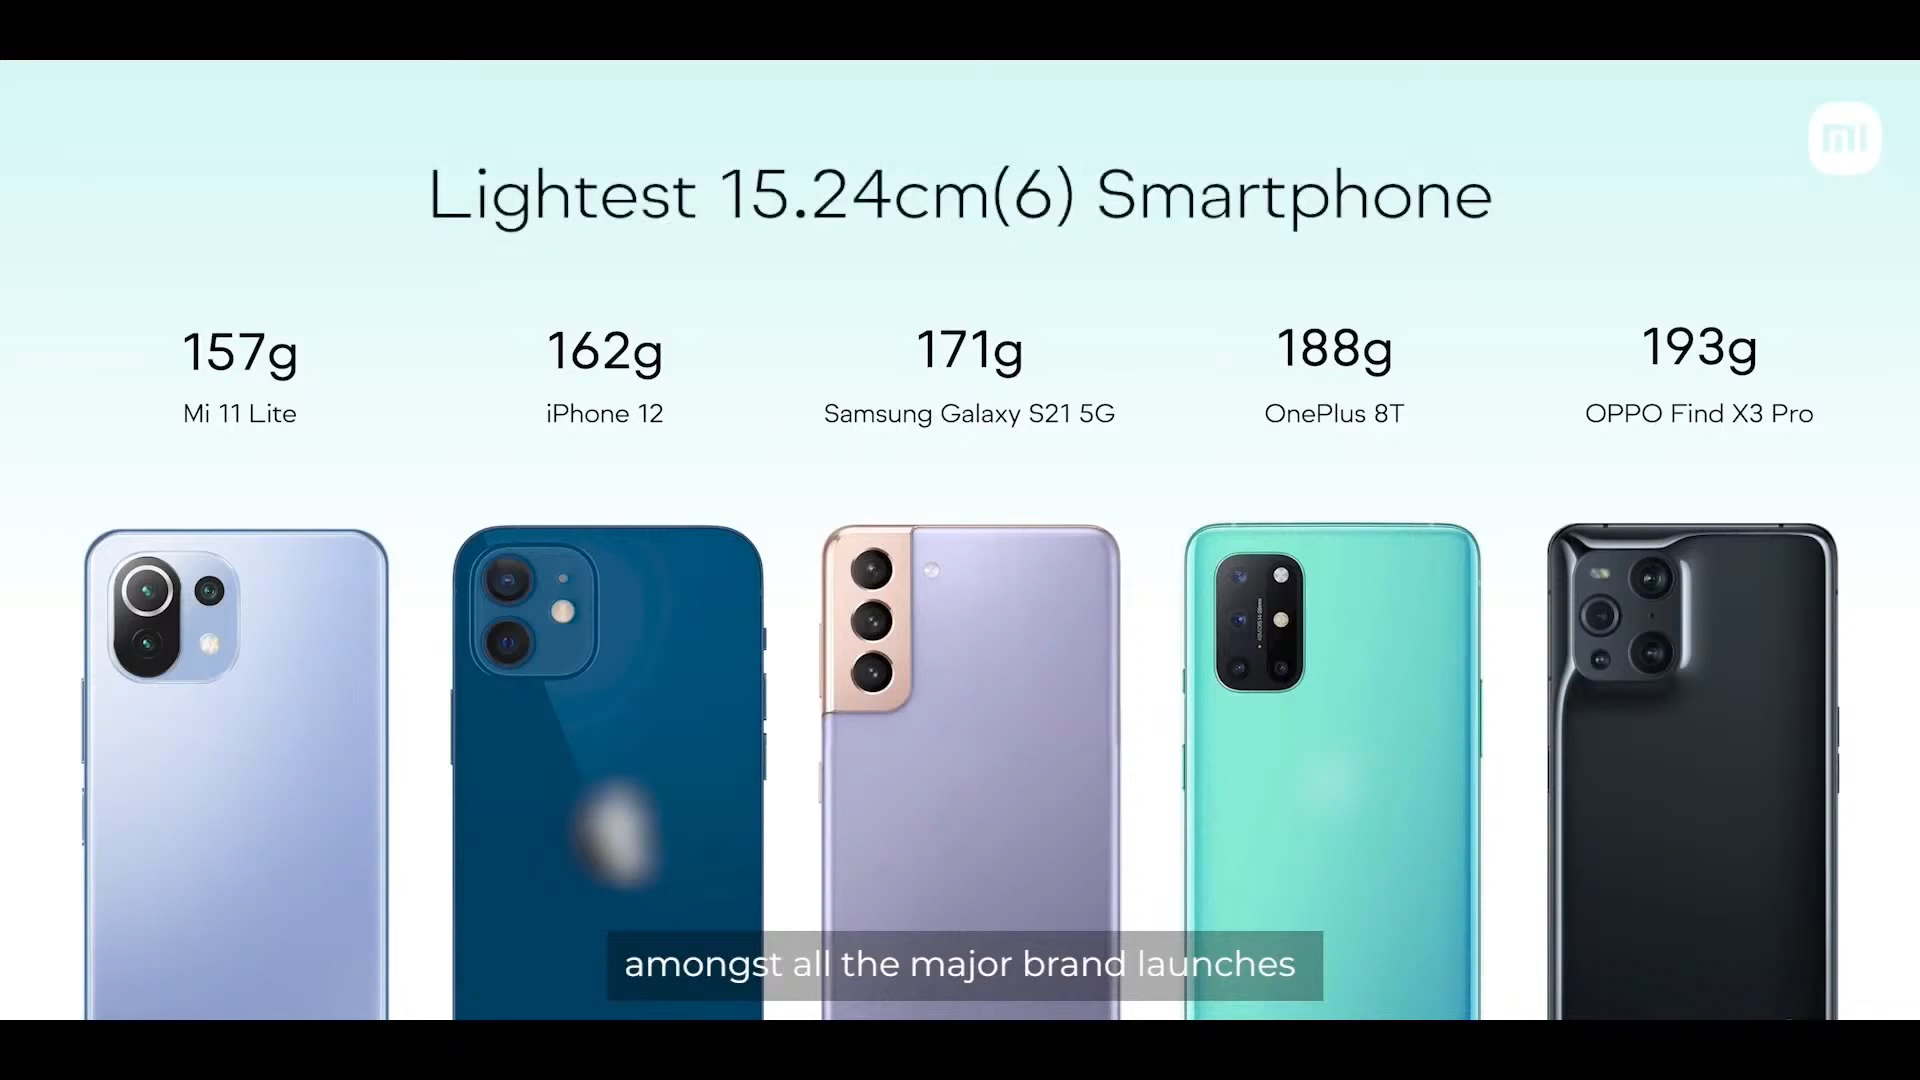 mi
Lightest 15.24cm(6) Smartphone
157g
Mi 11 Lite
162g
iPhone 12
171g
Samsung Galaxy S21 5G
188g
OnePlus 8T
193g
OPPO Find X3 Pro
amongst all the major brand launches